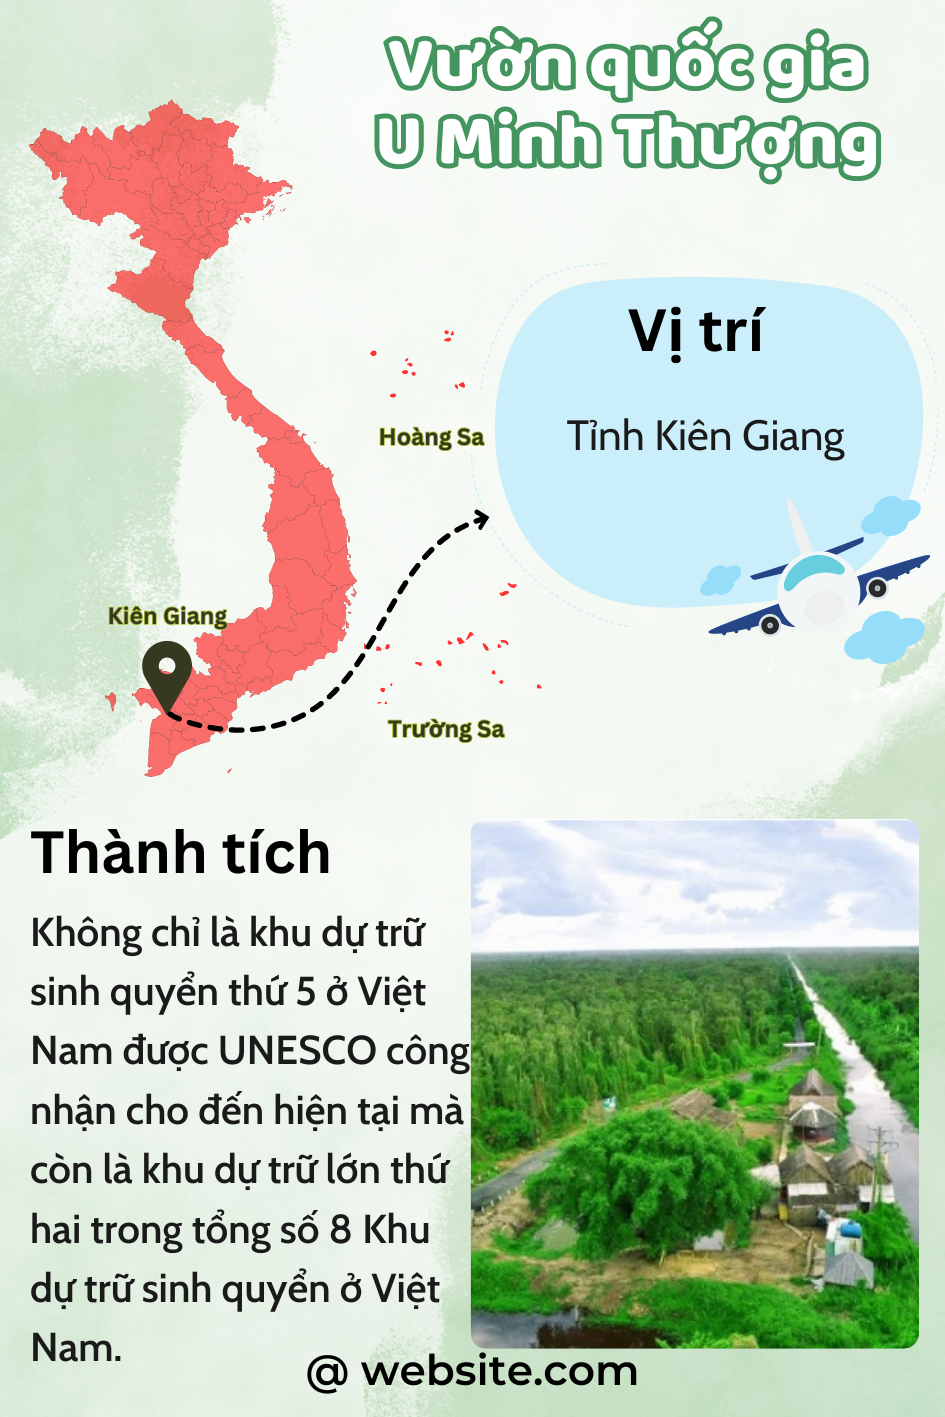 Vườn quốc gia
U Minh Thượng
Vị trí
Tỉnh Kiên Giang
Hoàng Sa
Kiên Giang
Trường Sa
Thành tích
Không chỉ là khu dự trữ
sinh quyển thứ 5 ở Việt
Nam được UNESCO công
nhận cho đến hiện tại mà
còn là khu dự trữ lớn thứ
hai trong tổng số 8 Khu
dự trữ sinh quyển ở Việt
Nam.
@ website.com